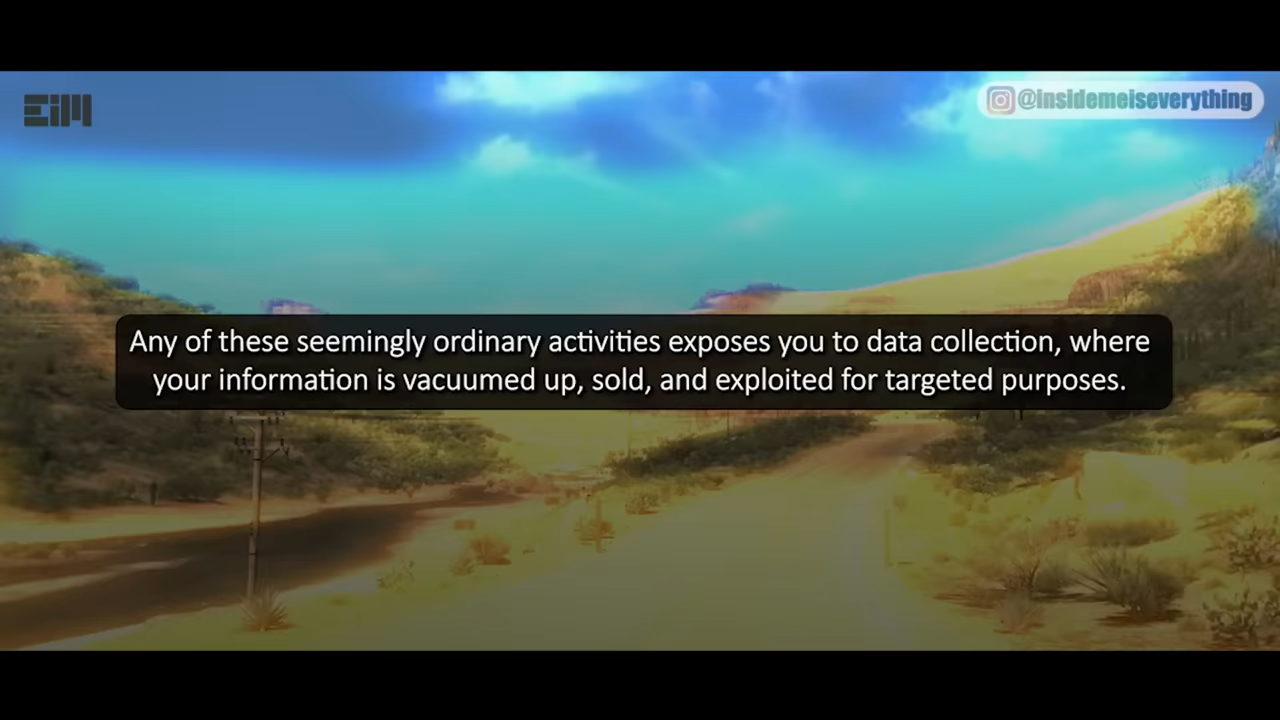 EIM
@insidemeiseverything
Any of these seemingly ordinary activities exposes you to data collection, where
your information is vacuumed up, sold, and exploited for targeted purposes.